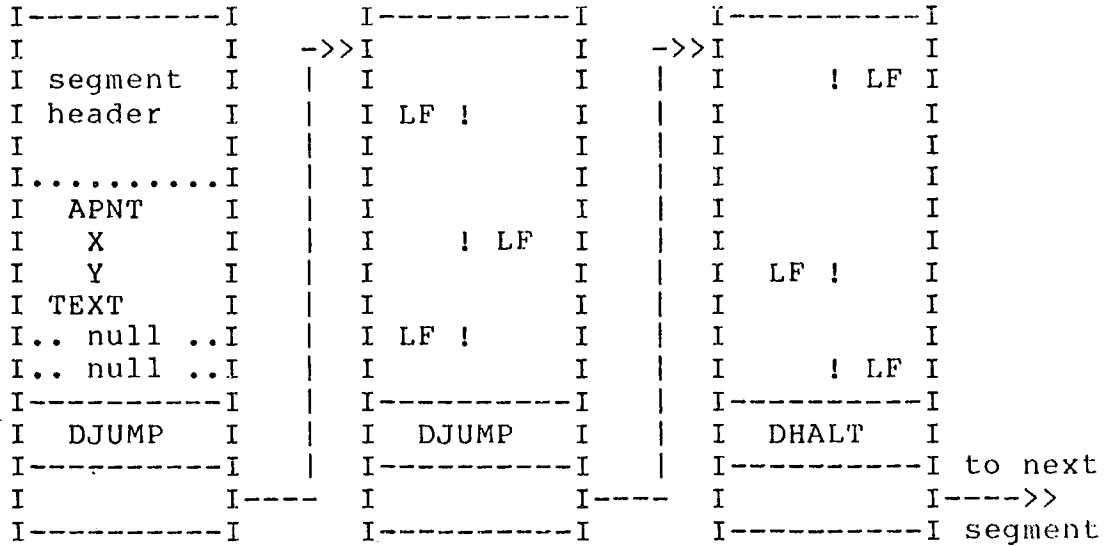 I----------I         I----------I         I----------I
I          I    ->>I          I    ->>I          I
I segment  I    |  I          I    |  I     ! LF I
I header   I    |  I LF !     I    |  I          I
I          I    |  I          I    |  I          I
I..........I    |  I          I    |  I          I
I   APNT   I    |  I          I    |  I          I
I    X     I    |  I    ! LF  I    |  I          I
I    Y     I    |  I          I    |  I  LF !    I
I TEXT     I    |  I          I    |  I          I
I.. null ..I    |  I LF !     I    |  I          I
I.. null ..I    |  I          I    |  I     ! LF I
I----------I    |  I----------I    |  I----------I
I   DJUMP  I    |  I   DJUMP  I    |  I  DHALT   I
I----------I    |  I----------I    |  I----------I to next
I          I----   I          I----   I          I---->>
I----------I       I----------I       I----------I segment